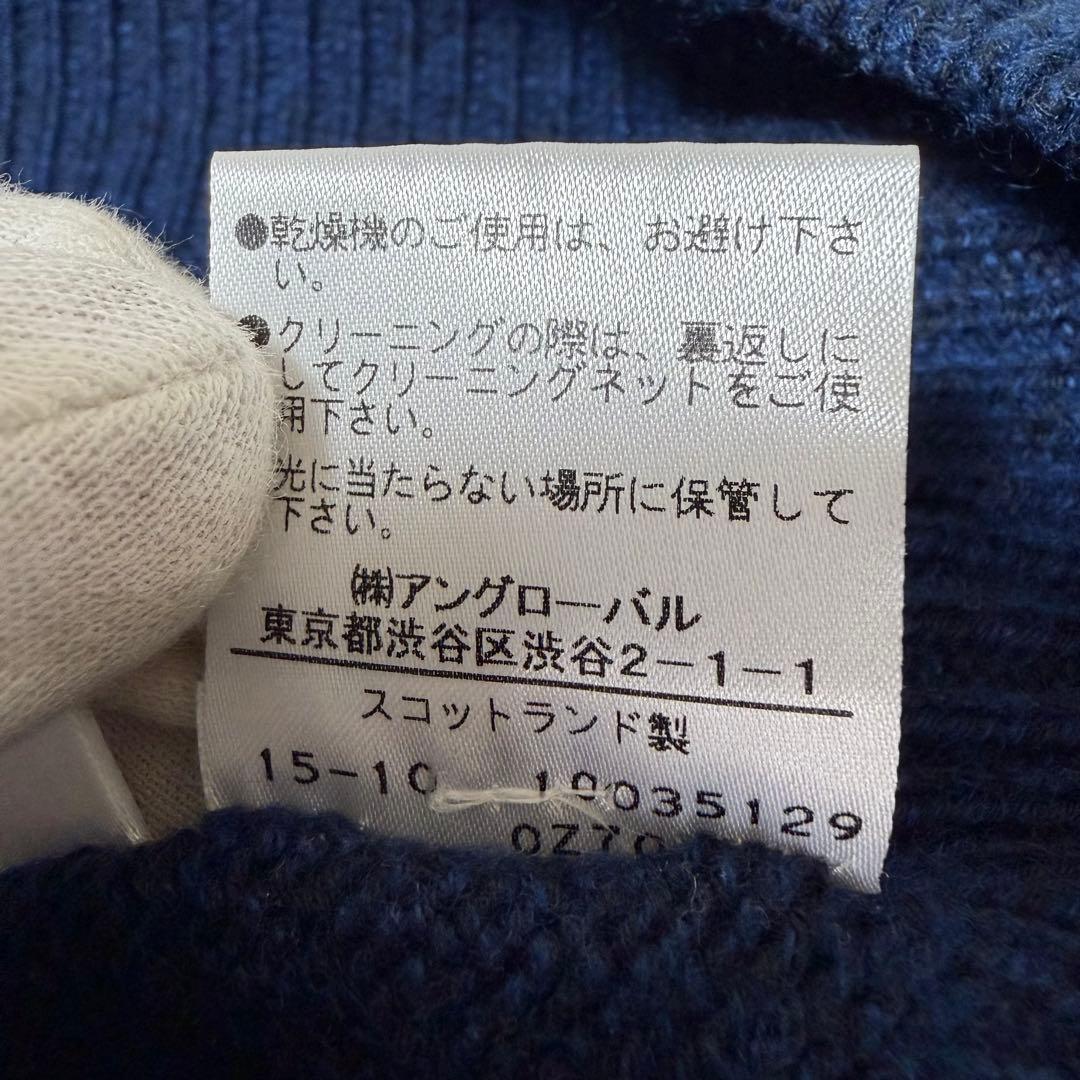 ●乾燥機のご使用は、お避け下さ
い。
●クリーニングの際は、裏返しに
してクリーニングネットをご使
用下さい。
光に当たらない場所に保管して
下さい。
㈱アングローバル
東京都渋谷区渋谷2-1-1
スコットランド製
15-10 10035129
0Z70